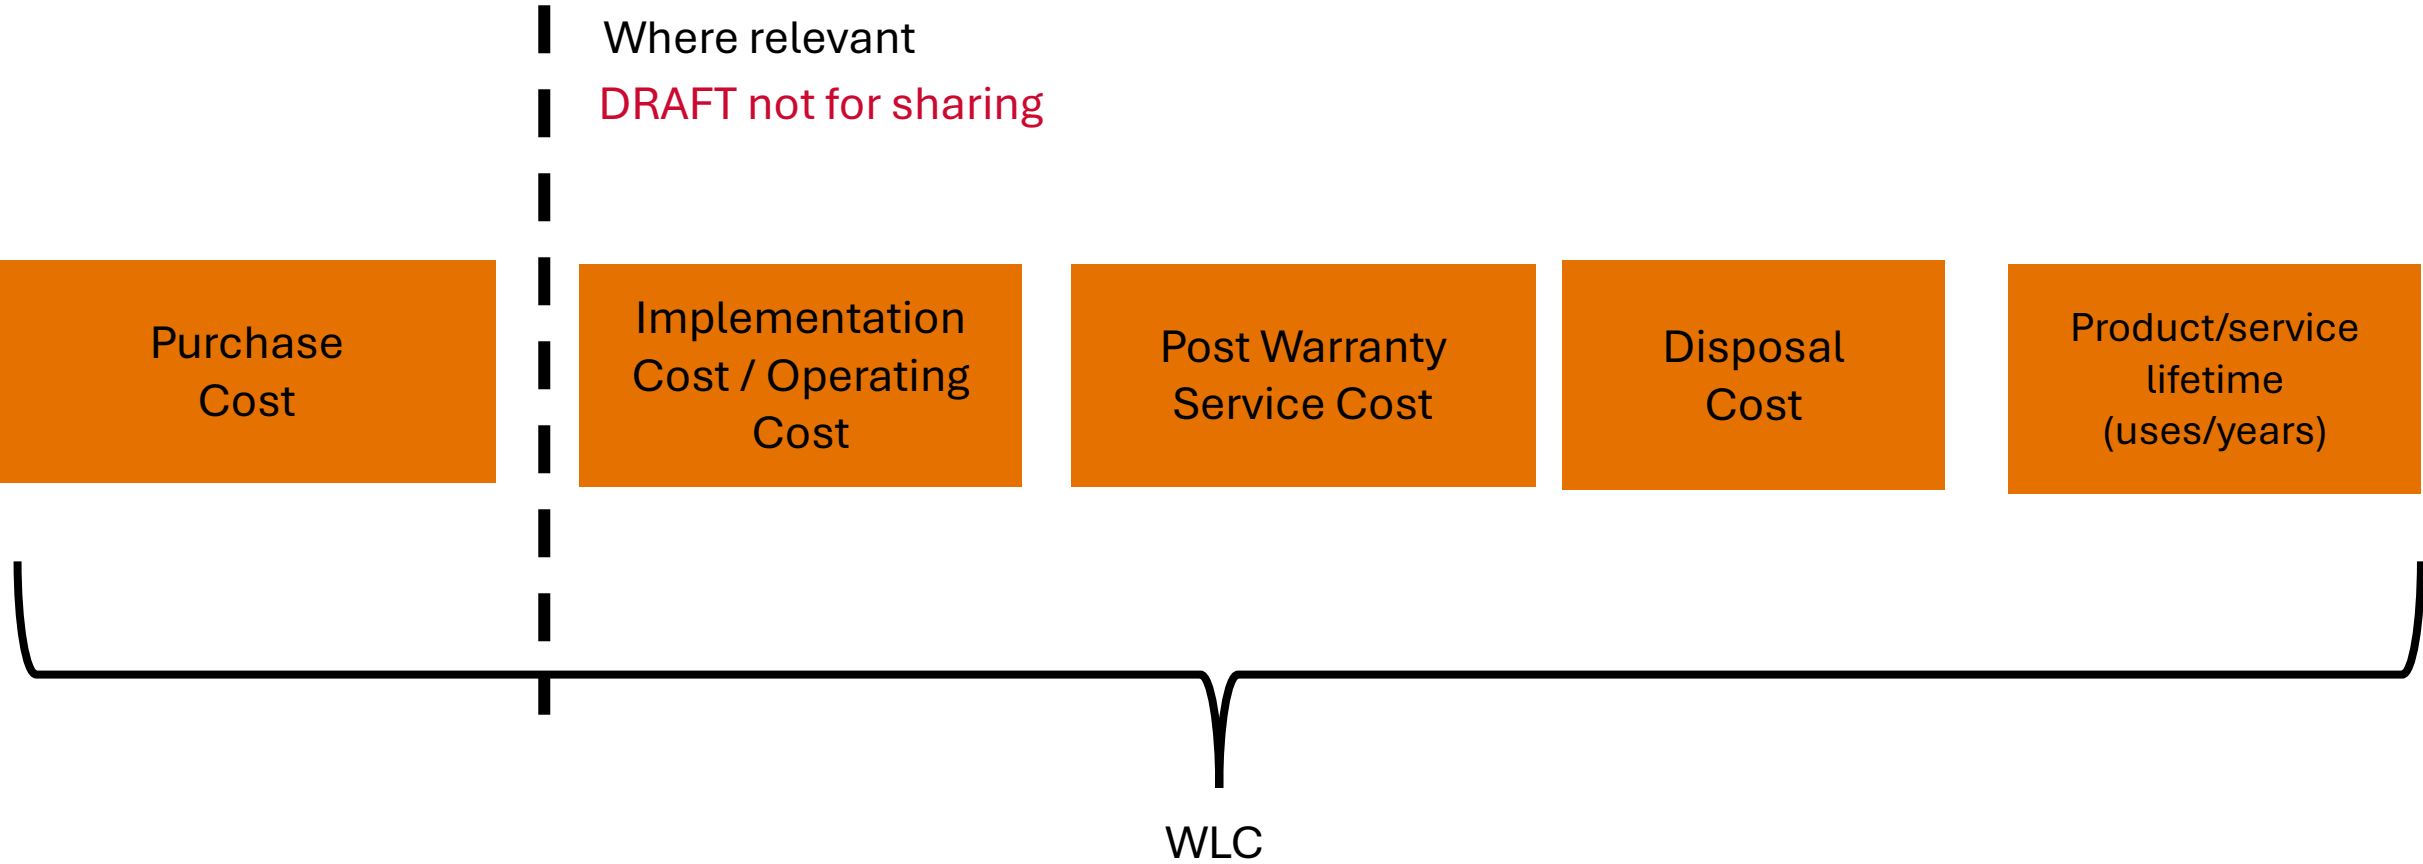 Where relevant
DRAFT not for sharing
Purchase
Cost
Implementation
Cost / Operating
Cost
Post Warranty
Service Cost
Disposal
Cost
Product/service
lifetime
(uses/years)
WLC